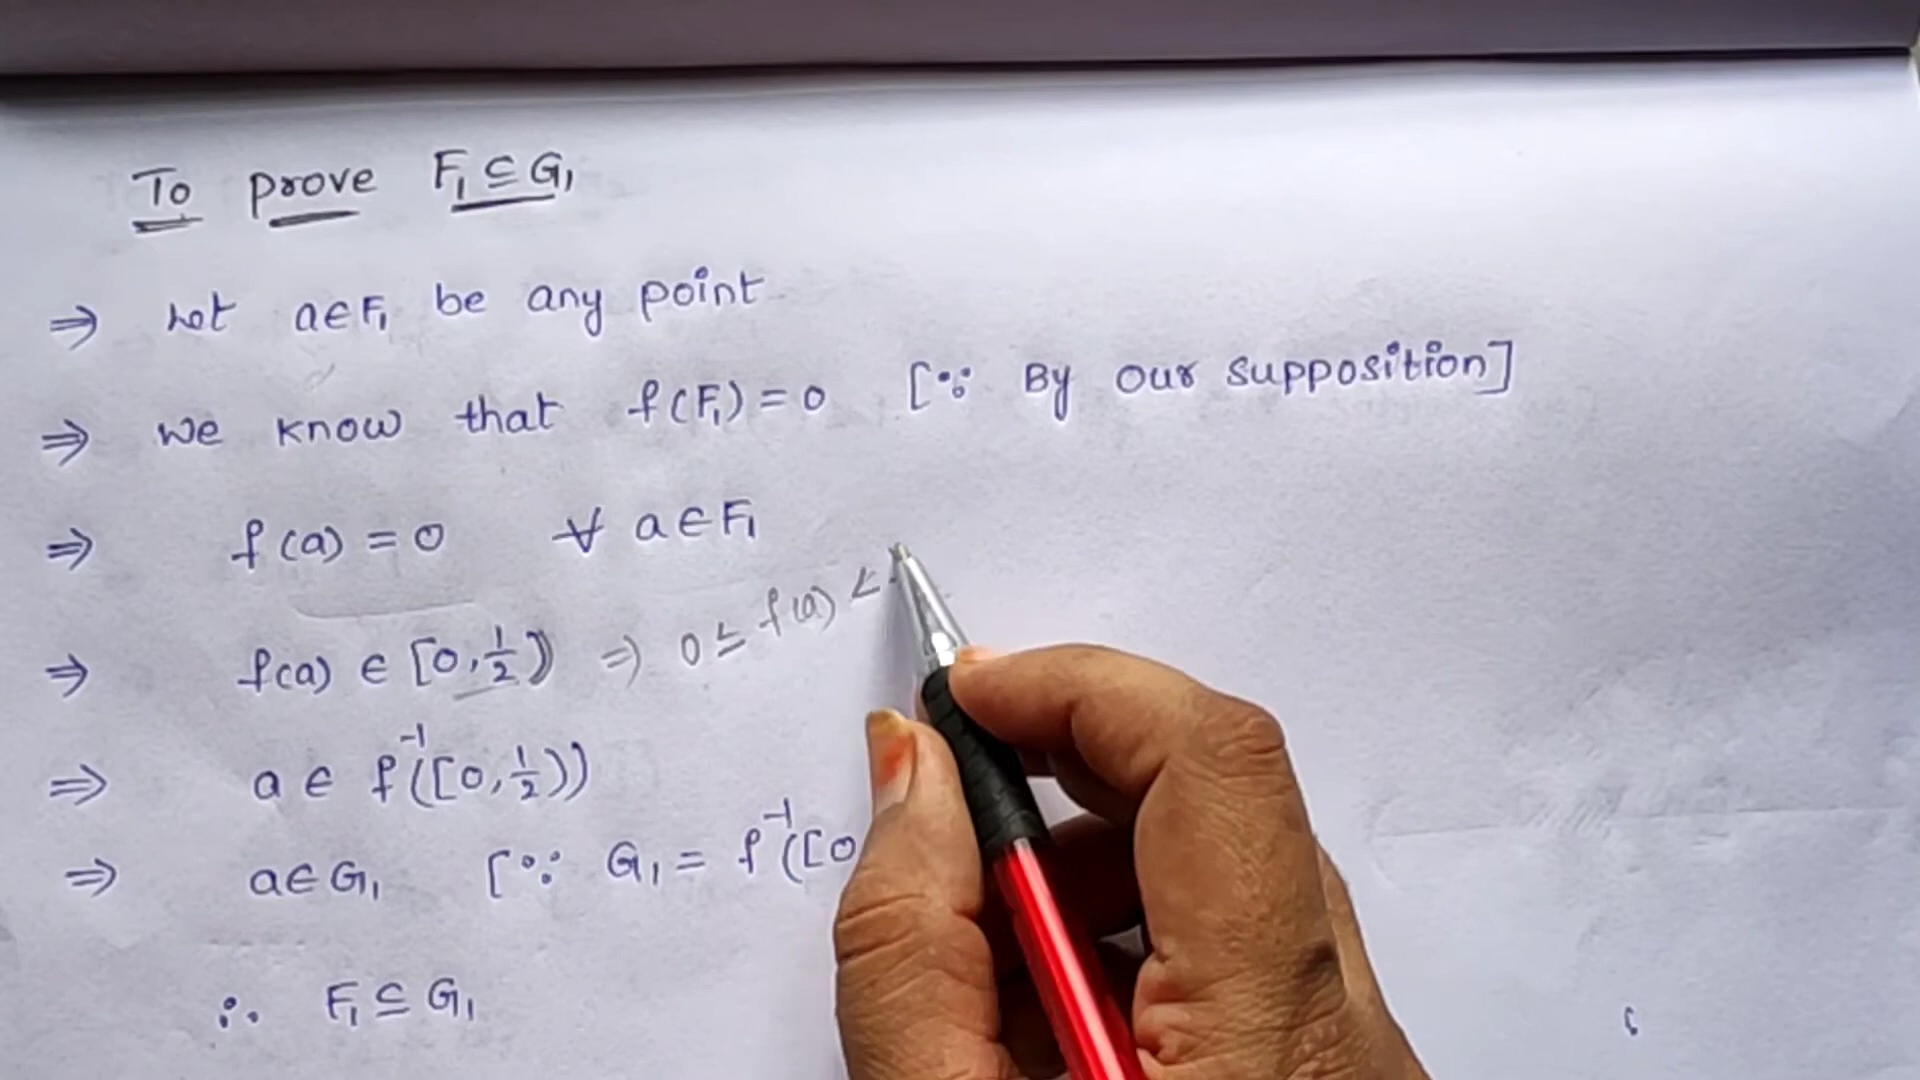 To prove F₁ ⊆ G₁
⇒ Let a∈F₁ be any point
⇒ We know that f(F₁) = 0 [∵ By our supposition]
⇒ f(a) = 0 ∀ a∈F₁
⇒ f(a) ∈ [0,½) ⇒ 0 ≤ f(a) <
⇒ a ∈ f⁻¹([0,½))
⇒ a∈G₁ [∵ G₁ = f⁻¹([0
∴ F₁ ⊆ G₁